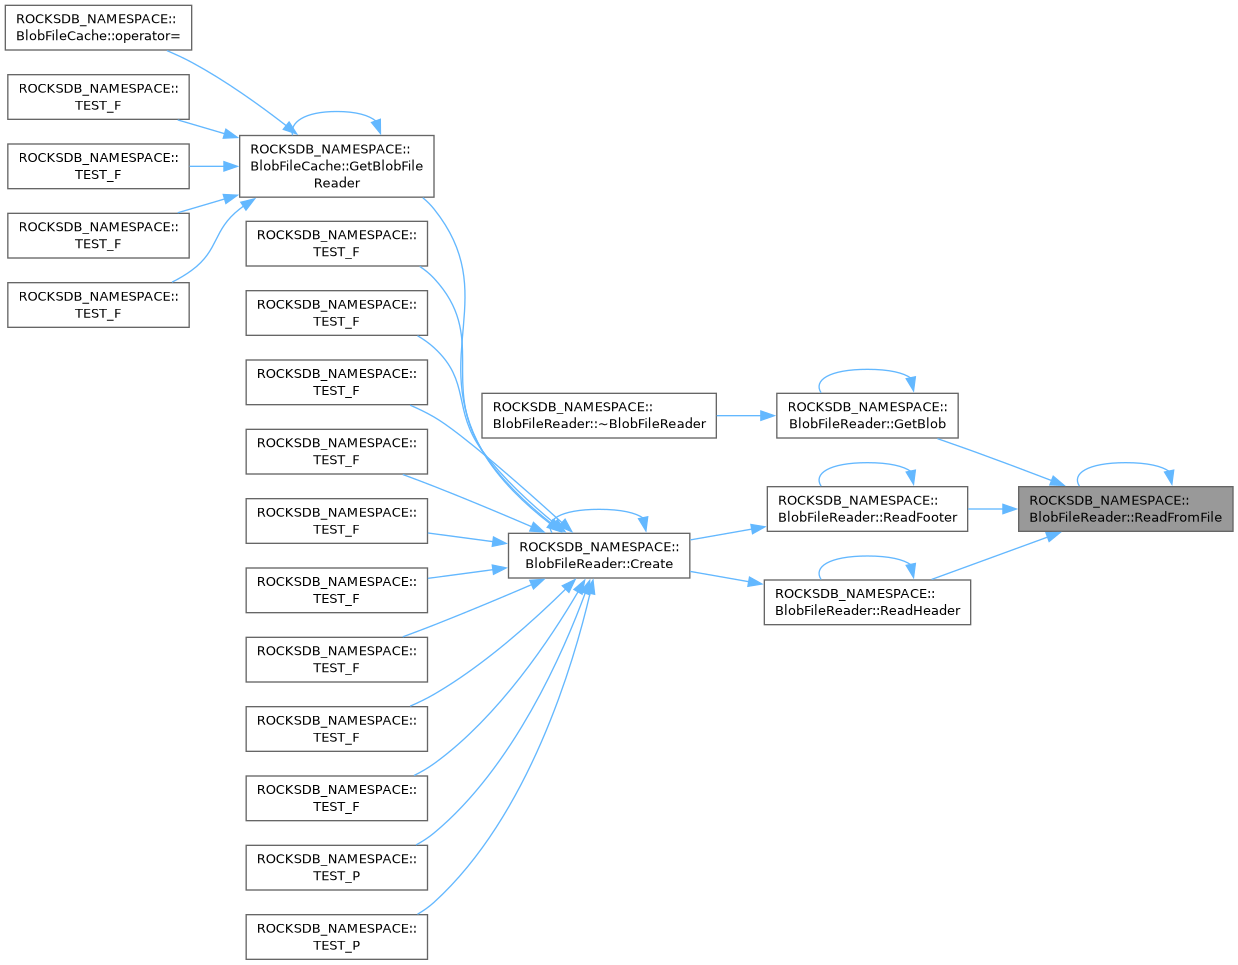 ROCKSDB_NAMESPACE::
BlobFileCache::operator=
ROCKSDB_NAMESPACE::
TEST_F
ROCKSDB_NAMESPACE::
TEST_F
ROCKSDB_NAMESPACE::
TEST_F
ROCKSDB_NAMESPACE::
TEST_F
ROCKSDB_NAMESPACE::
BlobFileCache::GetBlobFile
Reader
ROCKSDB_NAMESPACE::
TEST_F
ROCKSDB_NAMESPACE::
TEST_F
ROCKSDB_NAMESPACE::
TEST_F
ROCKSDB_NAMESPACE::
TEST_F
ROCKSDB_NAMESPACE::
TEST_F
ROCKSDB_NAMESPACE::
TEST_F
ROCKSDB_NAMESPACE::
TEST_F
ROCKSDB_NAMESPACE::
TEST_F
ROCKSDB_NAMESPACE::
TEST_F
ROCKSDB_NAMESPACE::
TEST_P
ROCKSDB_NAMESPACE::
TEST_P
ROCKSDB_NAMESPACE::
BlobFileReader::~BlobFileReader
ROCKSDB_NAMESPACE::
BlobFileReader::Create
ROCKSDB_NAMESPACE::
BlobFileReader::GetBlob
ROCKSDB_NAMESPACE::
BlobFileReader::ReadFooter
ROCKSDB_NAMESPACE::
BlobFileReader::ReadHeader
ROCKSDB_NAMESPACE::
BlobFileReader::ReadFromFile